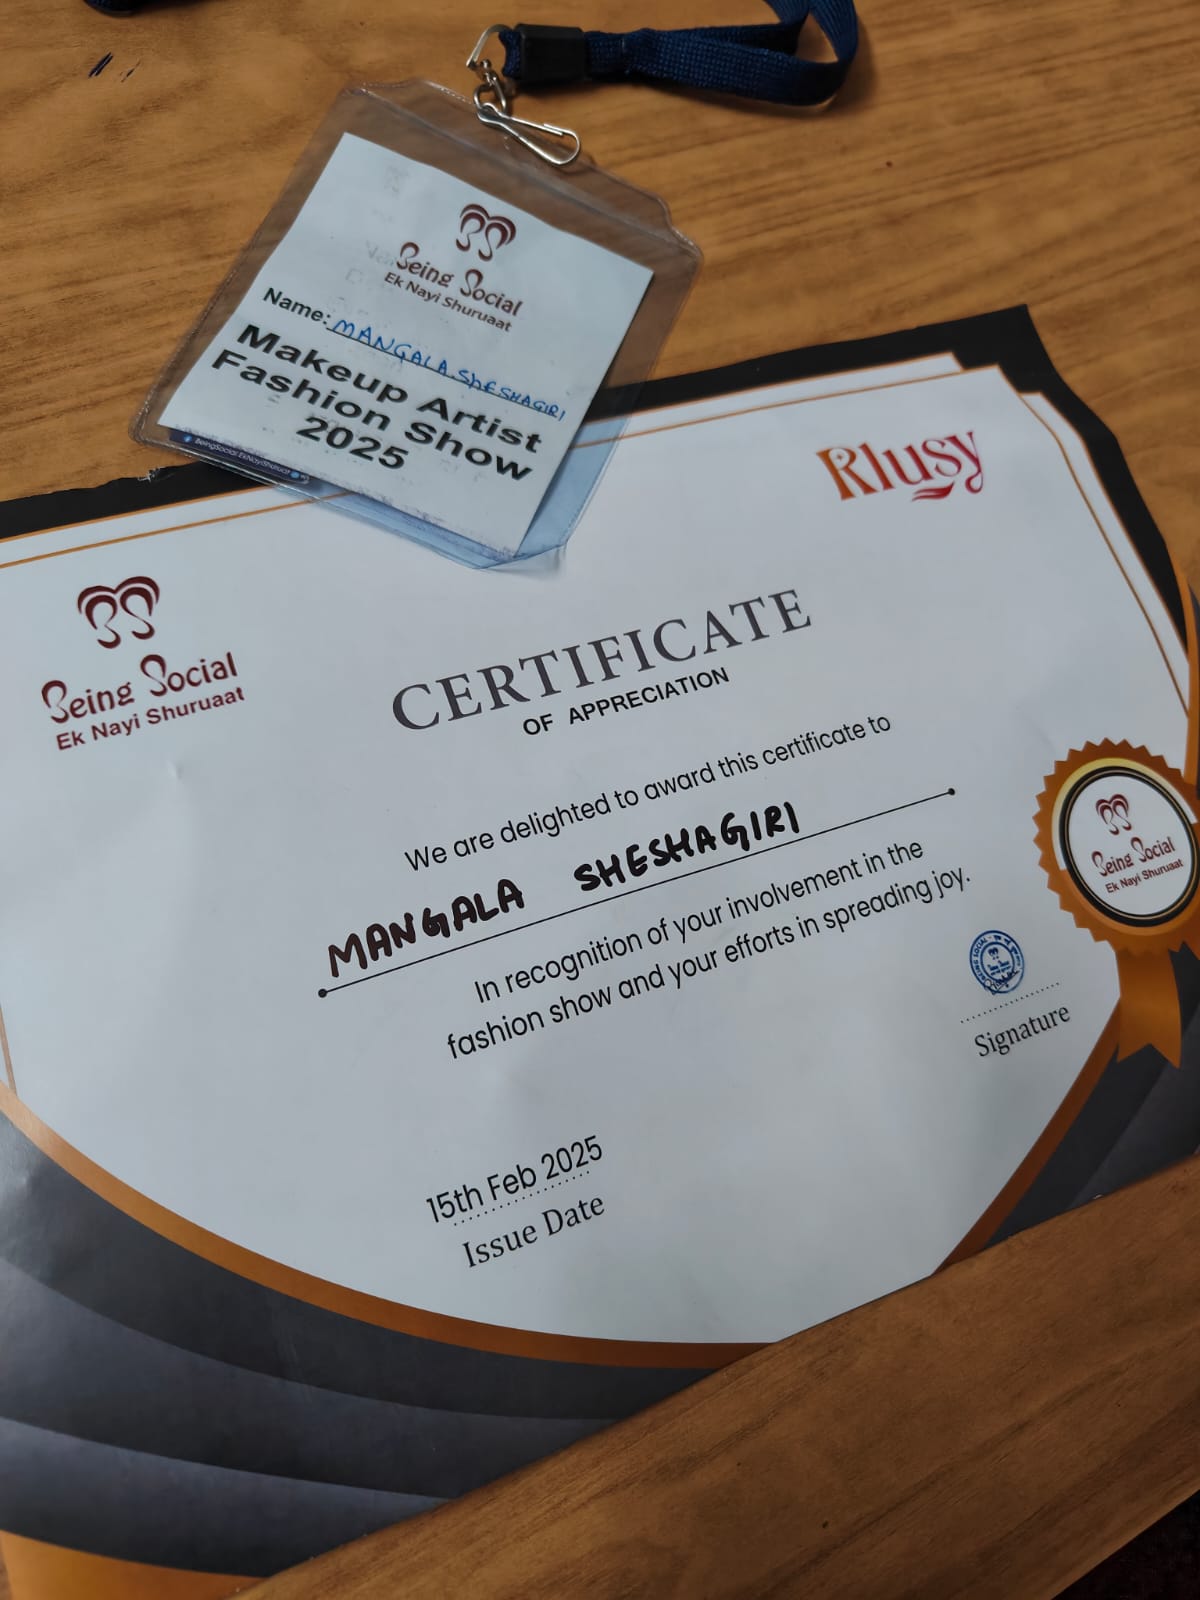 Being Social
Ek Nayi Shuruaat
Name: MANGALA.SHESHAGIRI
Makeup Artist
Fashion Show
2025
BeingSocial.EkNayiShuruaat
Rlusy
Being Social
Ek Nayi Shuruaat
CERTIFICATE
OF APPRECIATION
We are delighted to award this certificate to
MANGALA SHESHAGIRI
In recognition of your involvement in the
fashion show and your efforts in spreading joy.
Being Social
Ek Nayi Shuruaat
Signature
15th Feb 2025
Issue Date